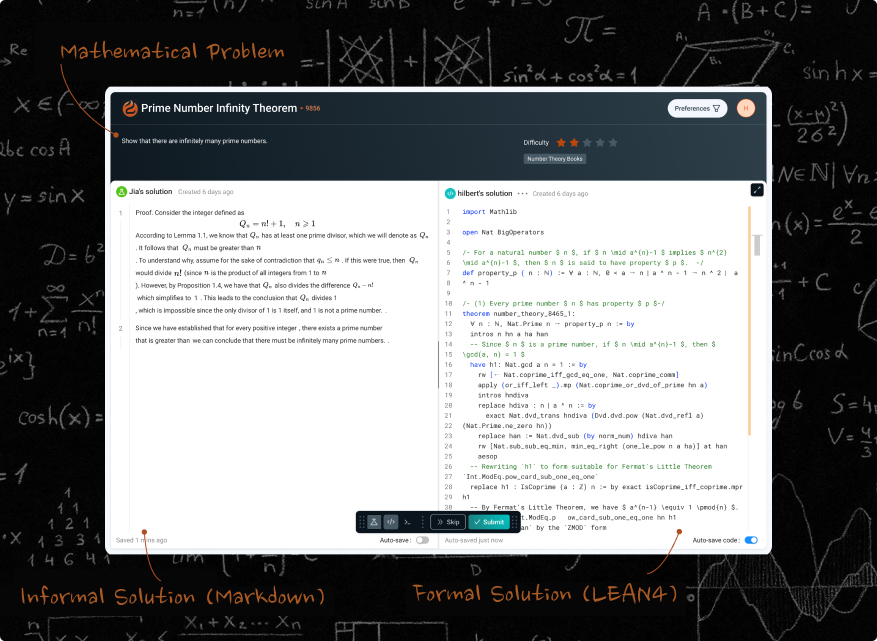 Mathematical Problem
Prime Number Infinity Theorem • 9856
Preferences
H
Show that there are infinitely many prime numbers.
Difficulty
Number Theory Books
Jia's solution Created 6 days ago
1 Proof. Consider the integer defined as
Qₙ = n! + 1, n ⩾ 1
According to Lemma 1.1, we know that Qₙ has at least one prime divisor, which we will denote as Qₙ
. It follows that Qₙ must be greater than n
. To understand why, assume for the sake of contradiction that qₙ ≤ n . If this were true, then Qₙ
would divide n! (since n is the product of all integers from 1 to n
). However, by Proposition 1.4, we have that Qₙ also divides the difference Qₙ − n!
which simplifies to 1 . This leads to the conclusion that Qₙ divides 1
, which is impossible since the only divisor of 1 is 1 itself, and 1 is not a prime number. .
2 Since we have established that for every positive integer , there exists a prime number
that is greater than we can conclude that there must be infinitely many prime numbers. .
Saved 1 mins ago
Auto-save :
hilbert's solution ••• Created 6 days ago
1 import Mathlib
2
3 open Nat BigOperators
4
5 /- For a natural number $ n $, if $ n \mid a^{n}-1 $ implies $ n^{2}
6 \mid a^{n}-1 $, then $ n $ is said to have property $ p $. -/
7 def property_p ( n : ℕ) := ∀ a : ℕ, 0 < a → n ∣ a ^ n - 1 → n ^ 2 ∣ a
8 ^ n - 1
9
10 /- (1) Every prime number $ n $ has property $ p $-/
11 theorem number_theory_8465_1:
12 ∀ n : ℕ, Nat.Prime n → property_p n := by
13 intros n hn a ha han
14 -- Since $ n $ is a prime number, if $ n \mid a^{n}-1 $, then $
15 \gcd(a, n) = 1 $
16 have h1: Nat.gcd a n = 1 := by
17 rw [← Nat.coprime_iff_gcd_eq_one, Nat.coprime_comm]
18 apply (or_iff_left _).mp (Nat.coprime_or_dvd_of_prime hn a)
19 intros hndiva
20 replace hdiva : n ∣ a ^ n := by
21 exact Nat.dvd_trans hndiva (Dvd.dvd.pow (Nat.dvd_refl a)
22 (Nat.Prime.ne_zero hn))
23 replace han := Nat.dvd_sub (by norm_num) hdiva han
24 rw [Nat.sub_sub_eq_min, min_eq_right (one_le_pow n a ha)] at han
25 aesop
26 -- Rewriting `h1` to form suitable for Fermat's Little Theorem
27 `Int.ModEq.pow_card_sub_one_eq_one`
28 replace h1 : IsCoprime (a : ℤ) n := by exact isCoprime_iff_coprime.mpr
29 h1
30 -- By Fermat's Little Theorem, we have $ a^{n-1} \equiv 1 \pmod{n} $.
t.ModEq.p ow_card_sub_one_eq_one hn h1
an` by the `ZMOD` form
Skip
Submit
Auto-saved just now
Auto-save code :
Informal Solution (Markdown)
Formal Solution (LEAN4)